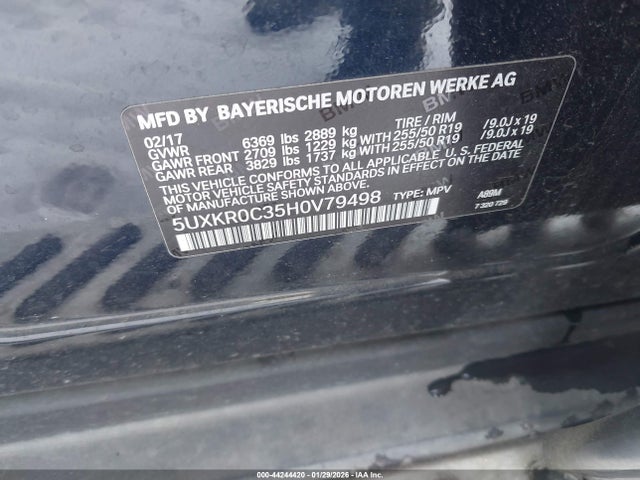 MFD BY BAYERISCHE MOTOREN WERKE AG
02/17 TIRE / RIM
GVWR 6369 lbs 2889 kg
GAWR FRONT 2709 lbs 1229 kg WITH 255/50 R19 /9.0J x 19
GAWR REAR 3829 lbs 1737 kg WITH 255/50 R19 /9.0J x 19
THIS VEHICLE CONFORMS TO ALL APPLICABLE U.S. FEDERAL
MOTOR VEHICLE SAFETY STANDARDS IN EFFECT ON THE
DATE OF MANUFACTURE SHOWN ABOVE.
5UXKR0C35H0V79498 TYPE: MPV
A89M
7 320 729
000-44244420 - 01/29/2026 - © IAA Inc.